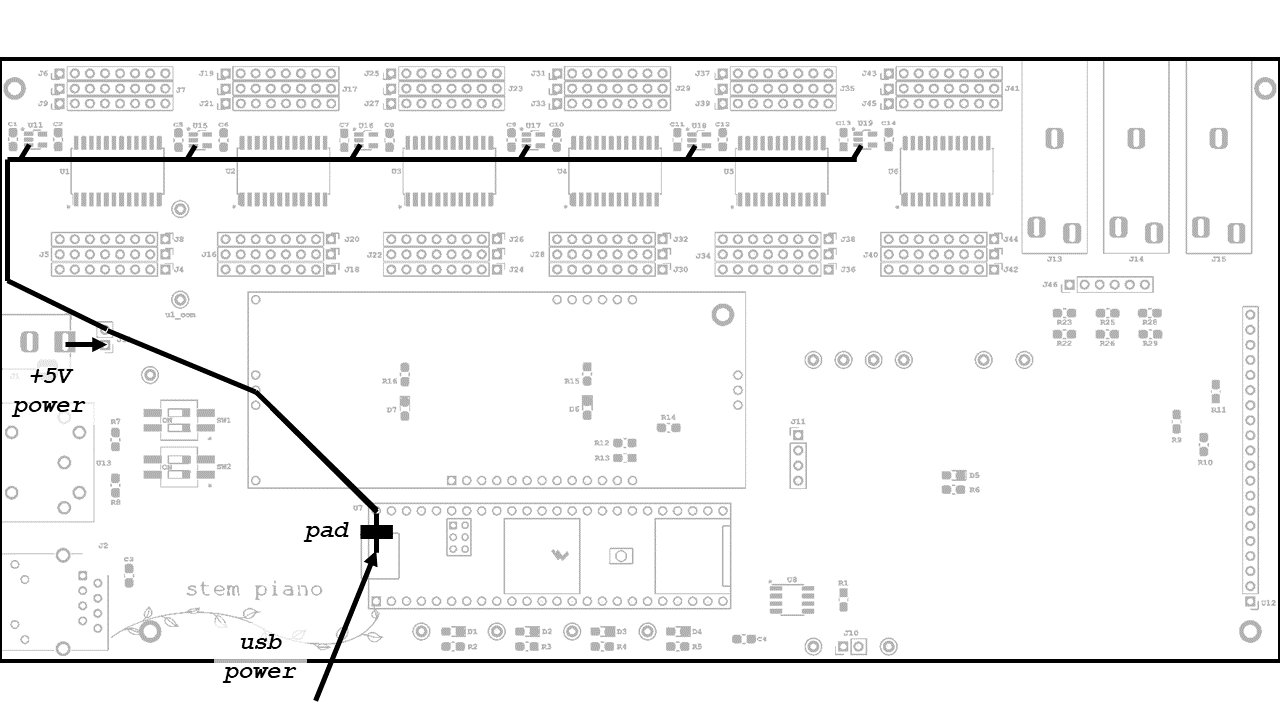 J6 J19 J25 J31 J37 J43
J7 J17 J23 J29 J35 J41
J9 J21 J27 J33 J39 J45
C1 U11 C2 C5 U15 C6 C7 U16 C8 C9 U17 C10 C11 U18 C12 C13 U19 C14
U1 U2 U3 U4 U5 U6
J8 J20 J26 J32 J38 J44
J5 J16 J22 J28 J34 J40
J4 J18 J24 J30 J36 J42
J13 J14 J15
J46
u1_com
R23 R25 R28
R22 R26 R29
+5V
power
R16 R15
D7 D6
R14
R12
R13
R7 ON SW1
J11
R11
R9
R10
U13 ON SW2
R8
D5
R6
U7
pad
J2
C3
stem piano
U8 R1
U12
D1 D2 D3 D4
R2 R3 R4 R5 C4
J10
usb
power